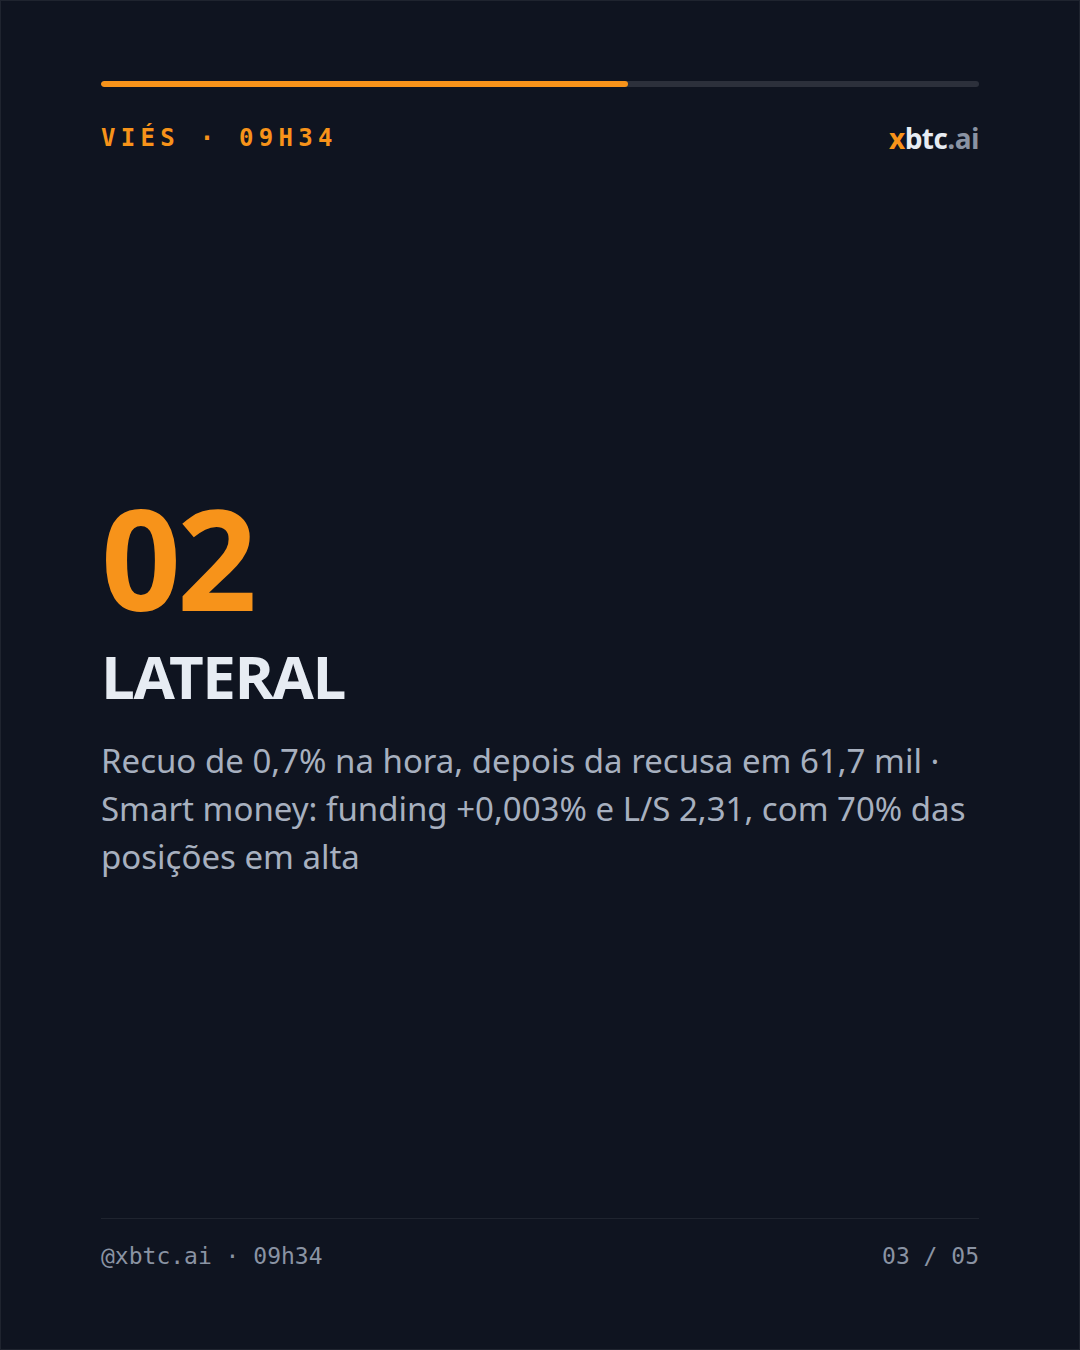 VIÉS · 09H34
xbtc.ai
02
LATERAL
Recuo de 0,7% na hora, depois da recusa em 61,7 mil ·
Smart money: funding +0,003% e L/S 2,31, com 70% das
posições em alta
@xbtc.ai · 09h34
03 / 05